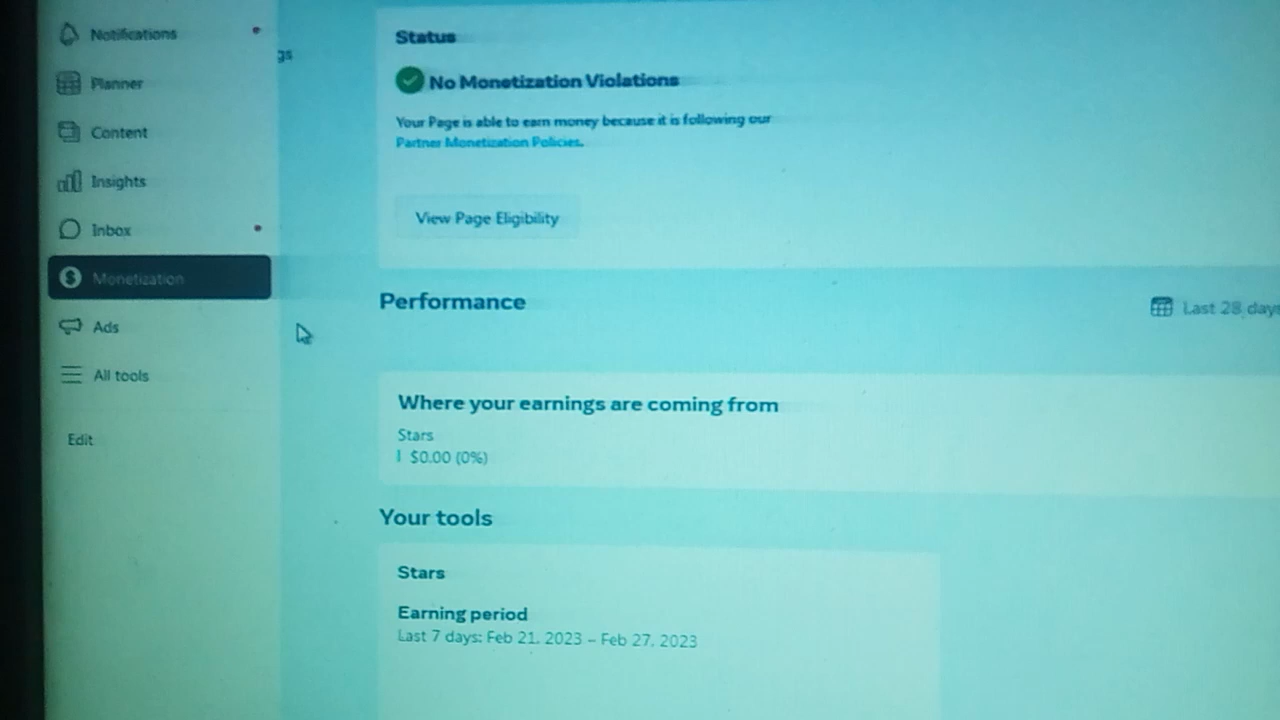 Notifications
gs
Planner
Content
Insights
Inbox
Monetization
Ads
All tools
Edit
Status
No Monetization Violations
Your Page is able to earn money because it is following our
Partner Monetization Policies.
View Page Eligibility
Performance
Last 28 days
Where your earnings are coming from
Stars
$0.00 (0%)
Your tools
Stars
Earning period
Last 7 days: Feb 21, 2023 – Feb 27, 2023